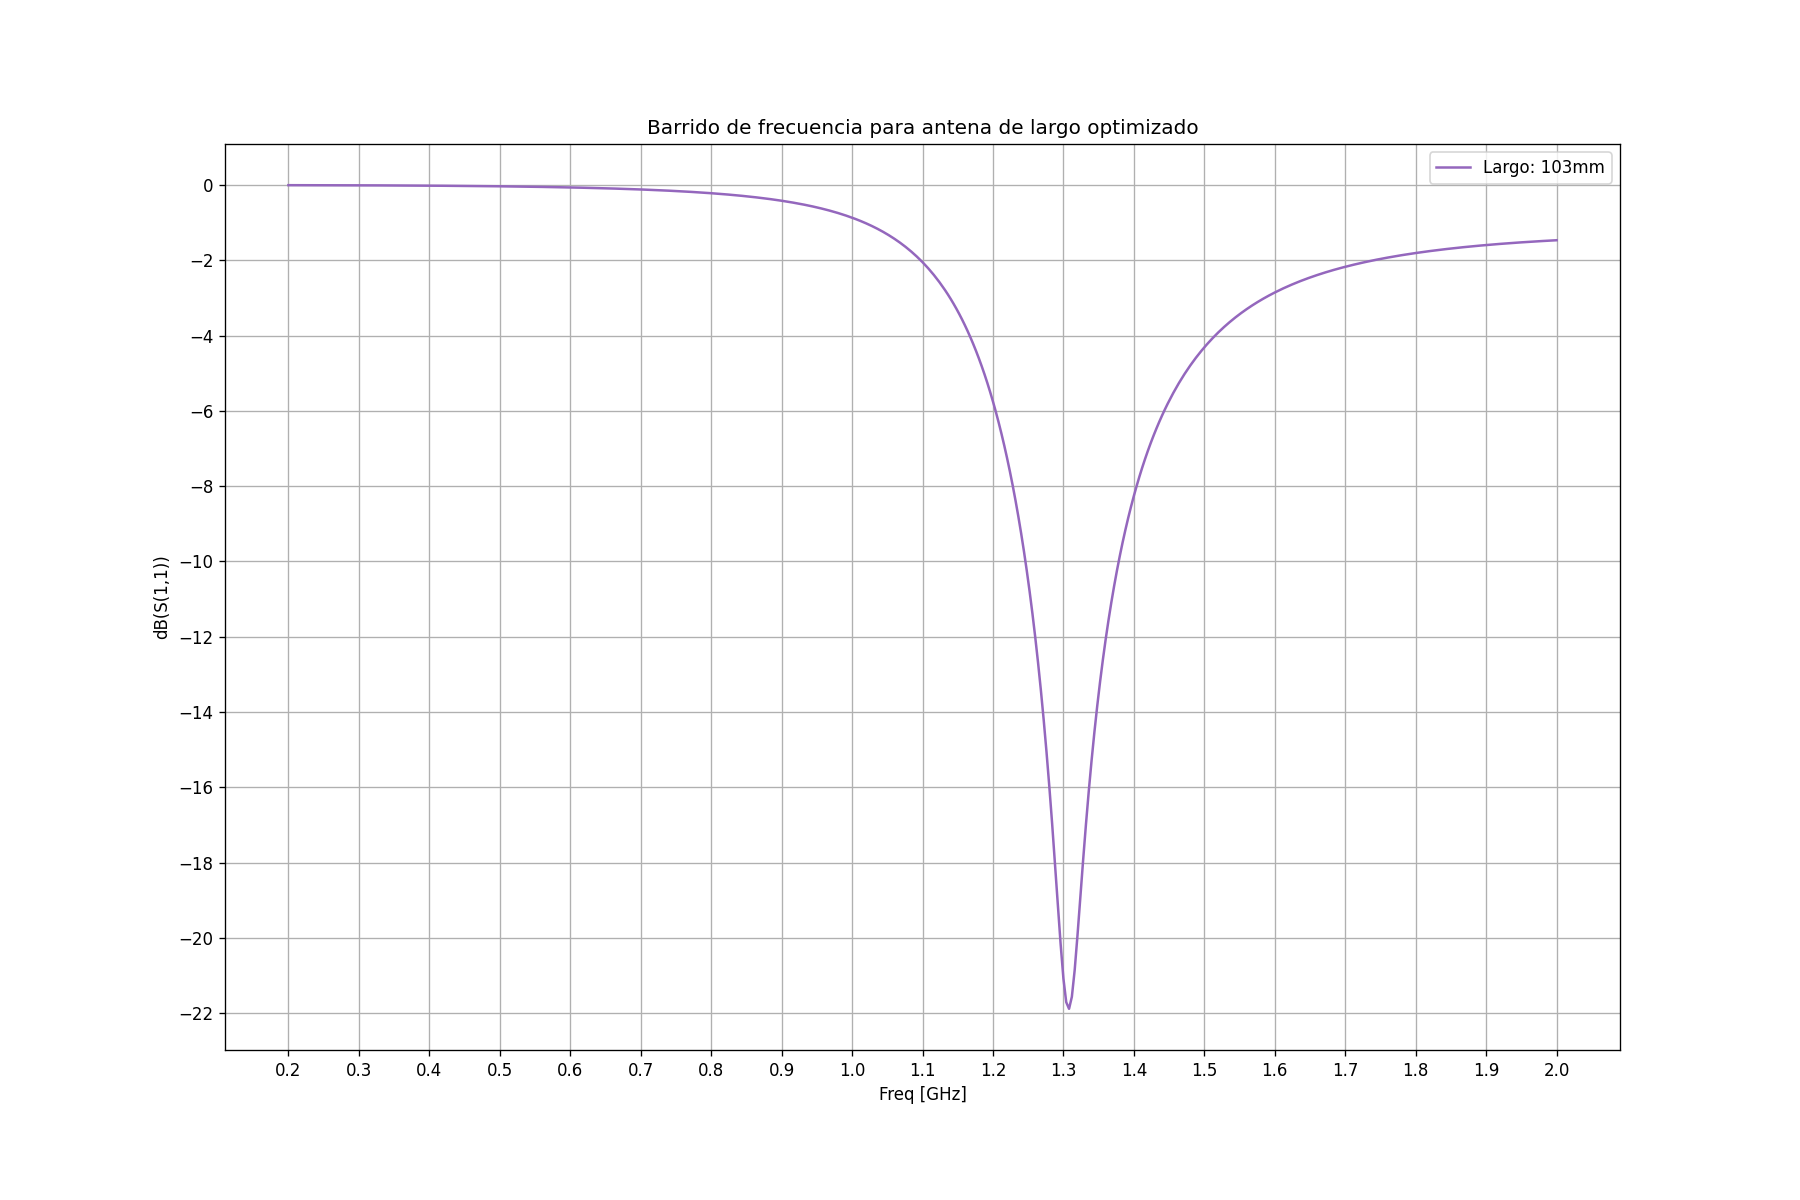 Barrido de frecuencia para antena de largo optimizado
Largo: 103mm
0
−2
−4
−6
−8
−10
−12
−14
−16
−18
−20
−22
dB(S(1,1))
0.2 0.3 0.4 0.5 0.6 0.7 0.8 0.9 1.0 1.1 1.2 1.3 1.4 1.5 1.6 1.7 1.8 1.9 2.0
Freq [GHz]